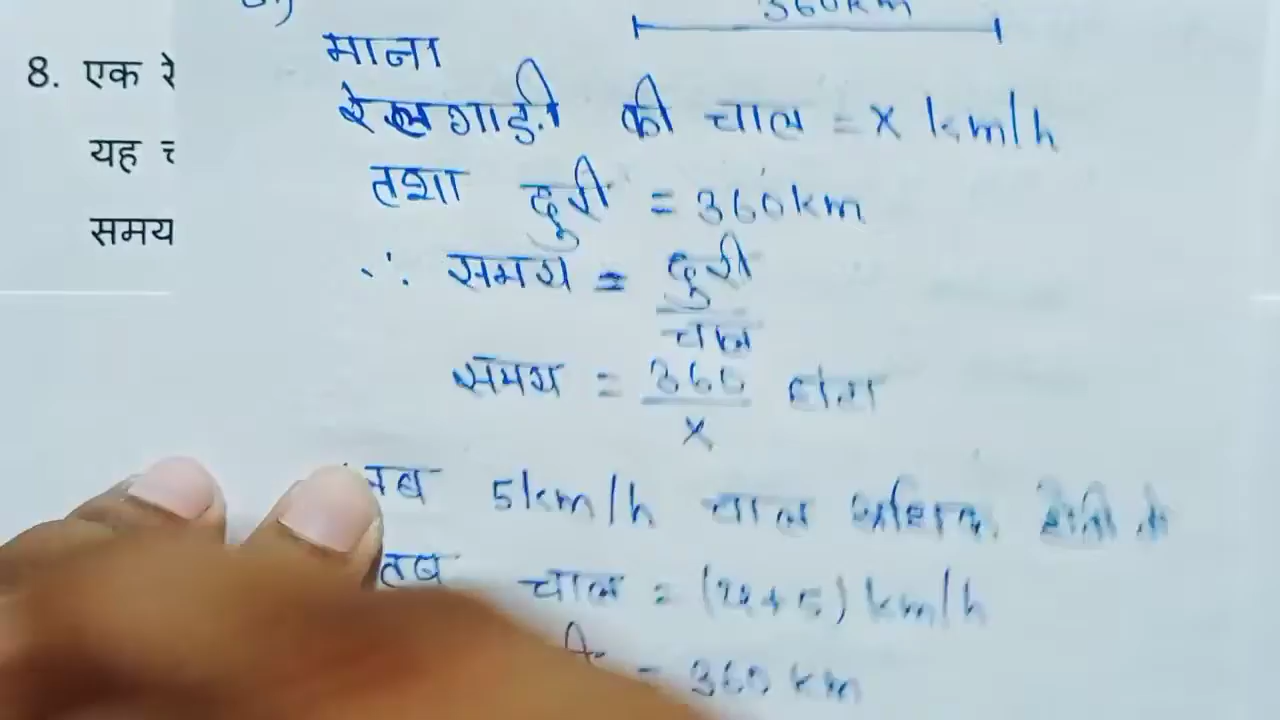 360km
8. एक रे
माना
रेलगाड़ी की चाल = x km/h
यह च
तथा दुरी = 360km
समय
∴ समय = दुरी
चाल
समय = 360 घंटा
x
जब 5km/h चाल अधिक होती है
तब चाल = (x+5) km/h
= 360 km